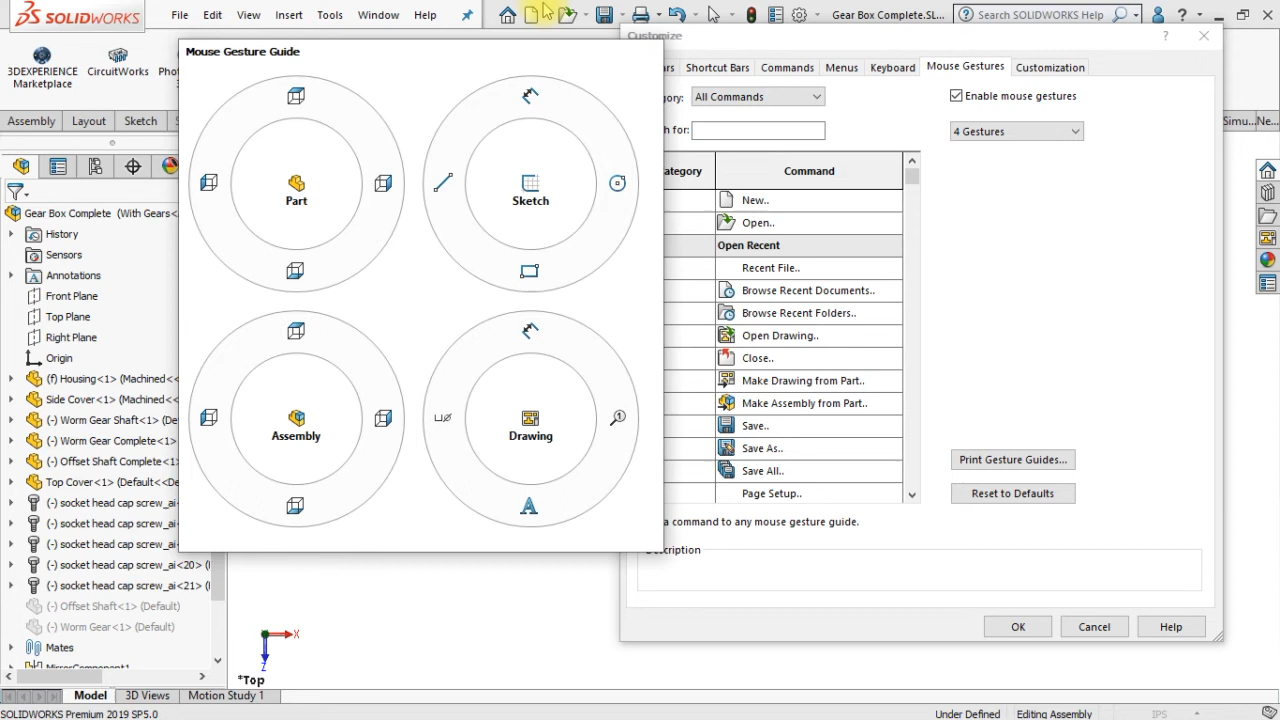 SOLIDWORKS File Edit View Insert Tools Window Help Gear Box Complete.SL... Search SOLIDWORKS Help
3DEXPERIENCE
Marketplace
CircuitWorks
Assembly Layout Sketch
Gear Box Complete (With Gears<
History
Sensors
Annotations
Front Plane
Top Plane
Right Plane
Origin
(f) Housing<1> (Machined<<
Side Cover<1> (Machined<<
(-) Worm Gear Shaft<1> (Def
(-) Worm Gear Complete<1>
(-) Offset Shaft Complete<1>
Top Cover<1> (Default<<De
(-) socket head cap screw_ai<
(-) socket head cap screw_ai<
(-) socket head cap screw_ai<
(-) socket head cap screw_ai<20> (
(-) socket head cap screw_ai<21> (
(-) Offset Shaft<1> (Default)
(-) Worm Gear<1> (Default)
Mates
MirrorComponent1
Mouse Gesture Guide
Part
Sketch
Assembly
Drawing
Customize
Shortcut Bars Commands Menus Keyboard Mouse Gestures Customization
All Commands
Enable mouse gestures
4 Gestures
Command
New..
Open..
Open Recent
Recent File..
Browse Recent Documents..
Browse Recent Folders..
Open Drawing..
Close..
Make Drawing from Part..
Make Assembly from Part..
Save..
Save As..
Save All..
Page Setup..
Print Gesture Guides...
Reset to Defaults
a command to any mouse gesture guide.
Description
OK Cancel Help
Simu... Ne...
X
Z
*Top
Model 3D Views Motion Study 1
SOLIDWORKS Premium 2019 SP5.0 Under Defined Editing Assembly IPS